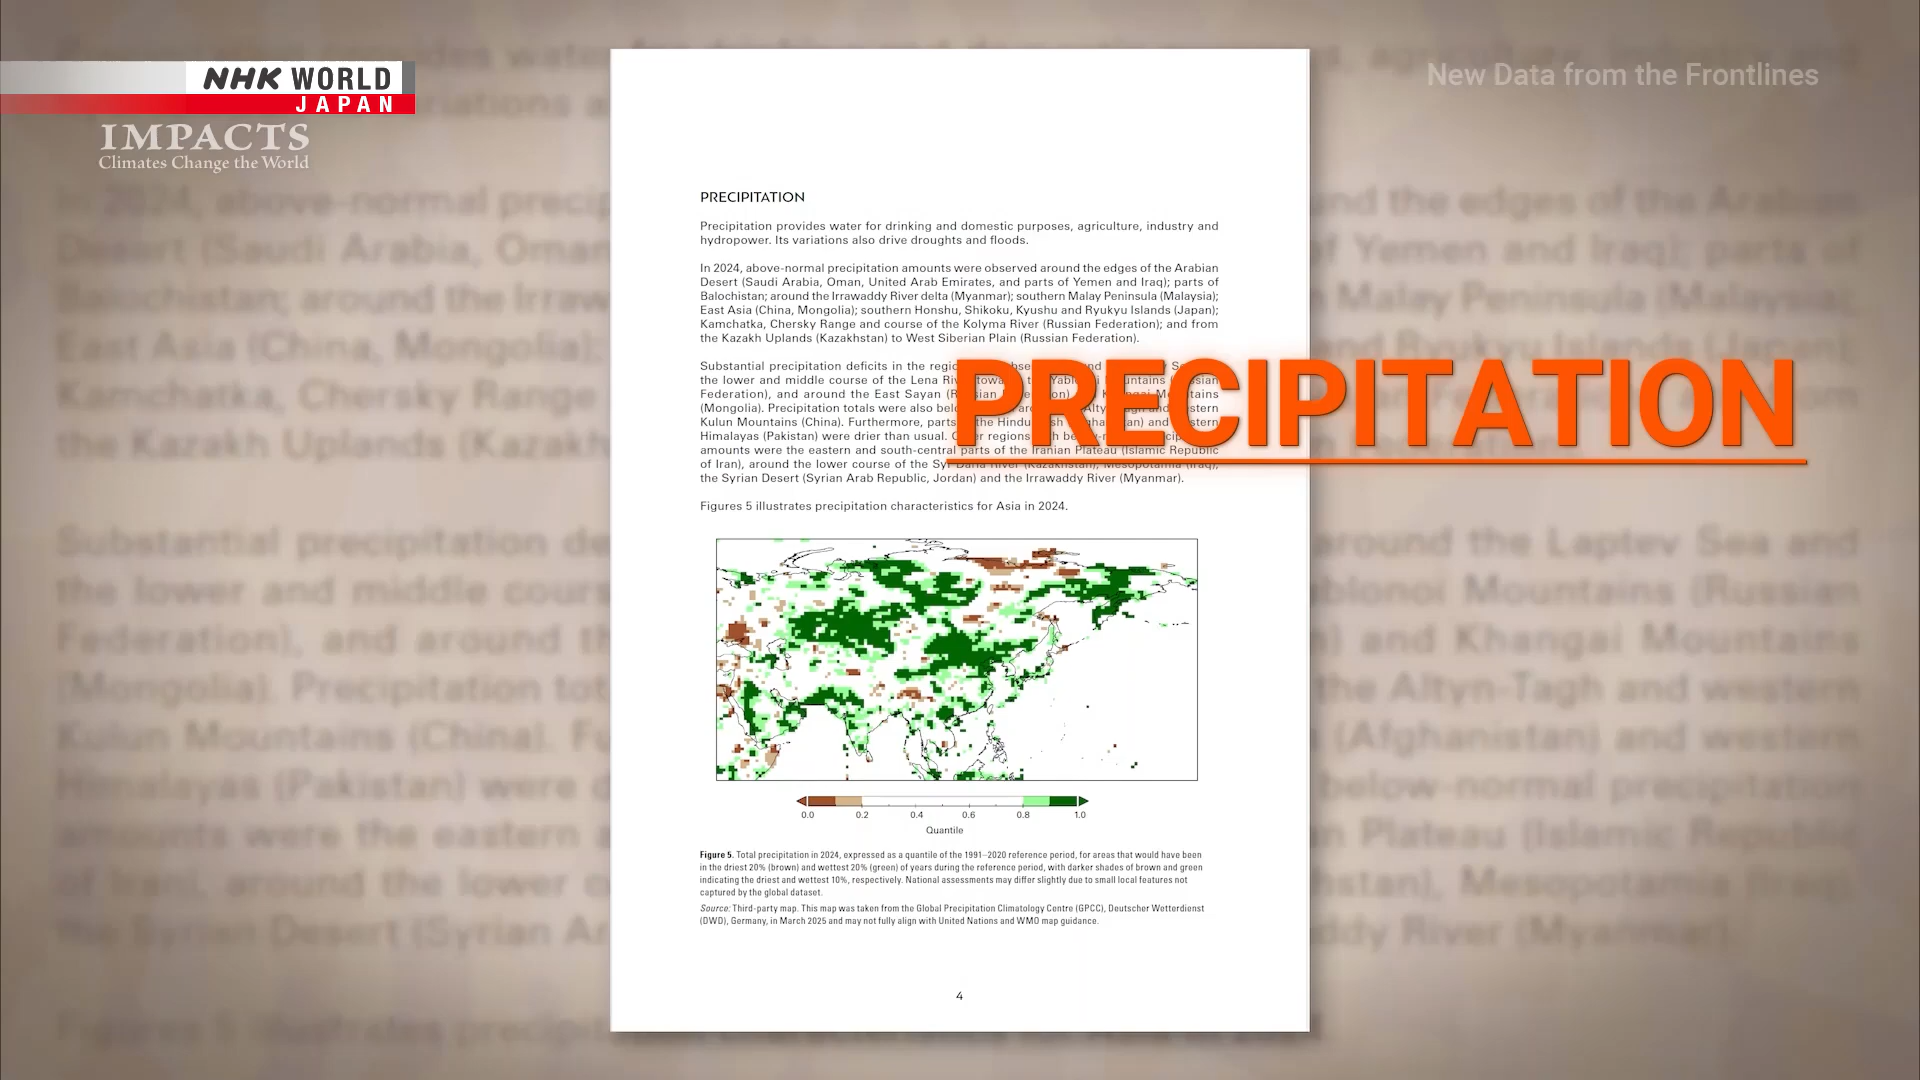 NHK WORLD
JAPAN
IMPACTS
Climates Change the World
New Data from the Frontlines
PRECIPITATION
PRECIPITATION
Precipitation provides water for drinking and domestic purposes, agriculture, industry and
hydropower. Its variations also drive droughts and floods.
In 2024, above-normal precipitation amounts were observed around the edges of the Arabian
Desert (Saudi Arabia, Oman, United Arab Emirates, and parts of Yemen and Iraq); parts of
Balochistan; around the Irrawaddy River delta (Myanmar); southern Malay Peninsula (Malaysia);
East Asia (China, Mongolia); southern Honshu, Shikoku, Kyushu and Ryukyu Islands (Japan);
Kamchatka, Chersky Range and course of the Kolyma River (Russian Federation); and from
the Kazakh Uplands (Kazakhstan) to West Siberian Plain (Russian Federation).
Substantial precipitation deficits in the
the lower and middle course of the Lena
Federation), and around the East Sayan
(Mongolia). Precipitation totals were also
Kulun Mountains (China). Furthermore, parts
Himalayas (Pakistan) were drier than usual.
amounts were the eastern and south-central parts of the Iranian Plateau (Islamic Republic
of Iran), around the lower course of the Syr Daria River (Kazakhstan), Mesopotamia (Iraq),
the Syrian Desert (Syrian Arab Republic, Jordan) and the Irrawaddy River (Myanmar).
Figures 5 illustrates precipitation characteristics for Asia in 2024.
0.0 0.2 0.4 0.6 0.8 1.0
Quantile
Figure 5. Total precipitation in 2024, expressed as a quantile of the 1991–2020 reference period, for areas that would have been
in the driest 20% (brown) and wettest 20% (green) of years during the reference period, with darker shades of brown and green
indicating the driest and wettest 10%, respectively. National assessments may differ slightly due to small local features not
captured by the global dataset.
Source: Third-party map. This map was taken from the Global Precipitation Climatology Centre (GPCC), Deutscher Wetterdienst
(DWD), Germany, in March 2025 and may not fully align with United Nations and WMO map guidance.
4